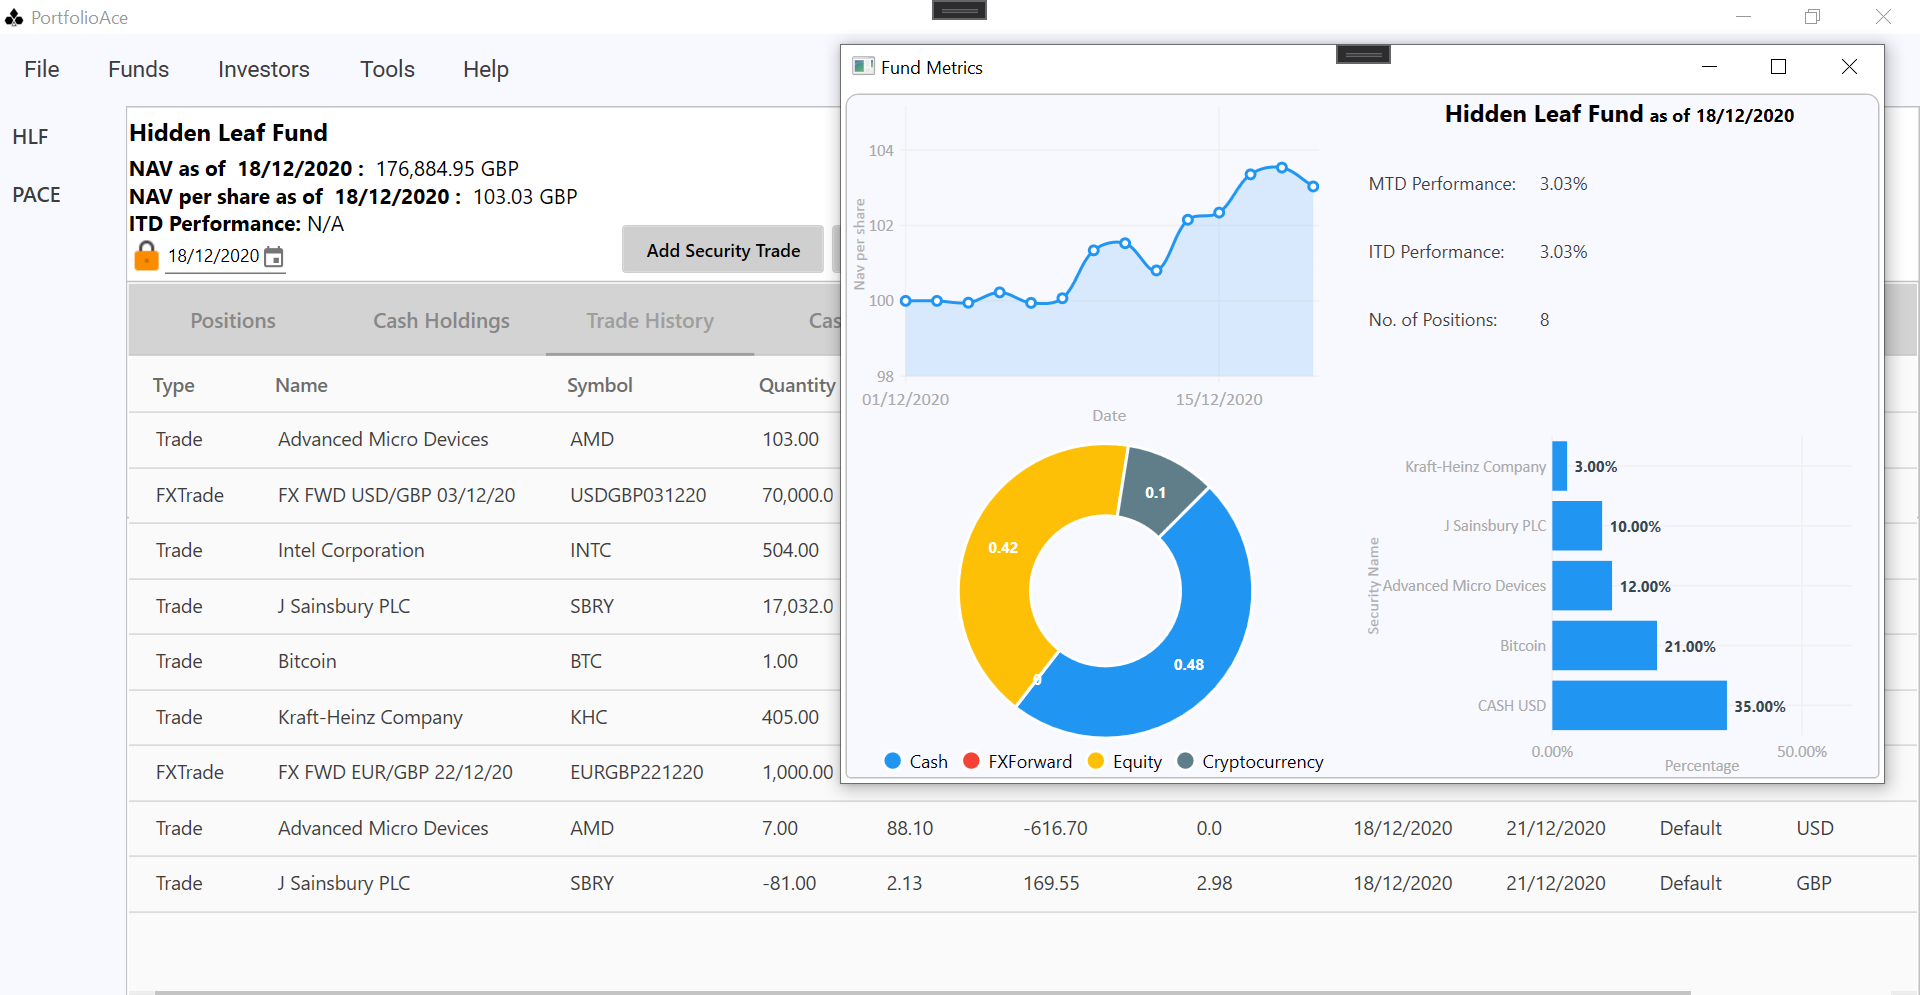 PortfolioAce
File Funds Investors Tools Help
HLF
PACE
Hidden Leaf Fund
NAV as of 18/12/2020 : 176,884.95 GBP
NAV per share as of 18/12/2020 : 103.03 GBP
ITD Performance: N/A
18/12/2020
Add Security Trade
Positions Cash Holdings Trade History Cas
Type Name Symbol Quantity
Trade Advanced Micro Devices AMD 103.00
FXTrade FX FWD USD/GBP 03/12/20 USDGBP031220 70,000.0
Trade Intel Corporation INTC 504.00
Trade J Sainsbury PLC SBRY 17,032.0
Trade Bitcoin BTC 1.00
Trade Kraft-Heinz Company KHC 405.00
FXTrade FX FWD EUR/GBP 22/12/20 EURGBP221220 1,000.00
Trade Advanced Micro Devices AMD 7.00 88.10 -616.70 0.0 18/12/2020 21/12/2020 Default USD
Trade J Sainsbury PLC SBRY -81.00 2.13 169.55 2.98 18/12/2020 21/12/2020 Default GBP
Fund Metrics
Hidden Leaf Fund as of 18/12/2020
MTD Performance: 3.03%
ITD Performance: 3.03%
No. of Positions: 8
Nav per share
104
102
100
98
01/12/2020 15/12/2020
Date
0.1
0.42
0.48
0
Cash FXForward Equity Cryptocurrency
Security Name
Kraft-Heinz Company 3.00%
J Sainsbury PLC 10.00%
Advanced Micro Devices 12.00%
Bitcoin 21.00%
CASH USD 35.00%
0.00% 50.00%
Percentage